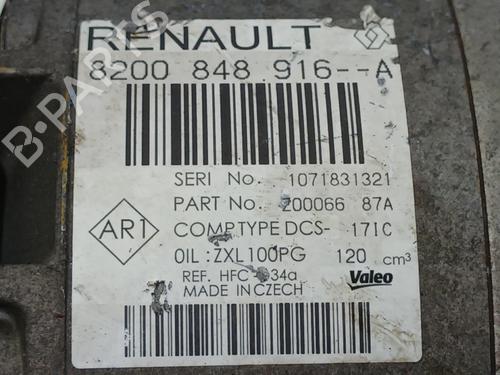 RENAULT
8200 848 916--A
SERI No. 1071831321
PART No. Z00066 87A
COMP.TYPE DCS- 171C
AR1
OIL : ZXL100PG 120 cm³
REF. HFC- 34a
MADE IN CZECH
Valeo
B-PARTS